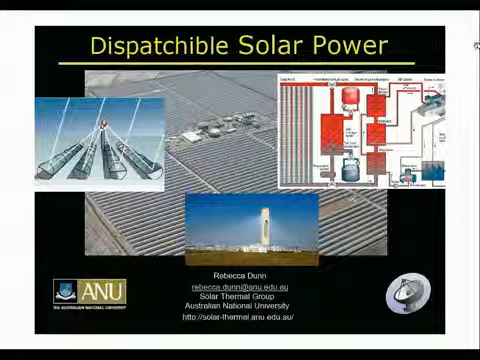 Dispatchible Solar Power
Rebecca Dunn
rebecca.dunn@anu.edu.au
Solar Thermal Group
Australian National University
http://solar-thermal.anu.edu.au/
ANU
THE AUSTRALIAN NATIONAL UNIVERSITY